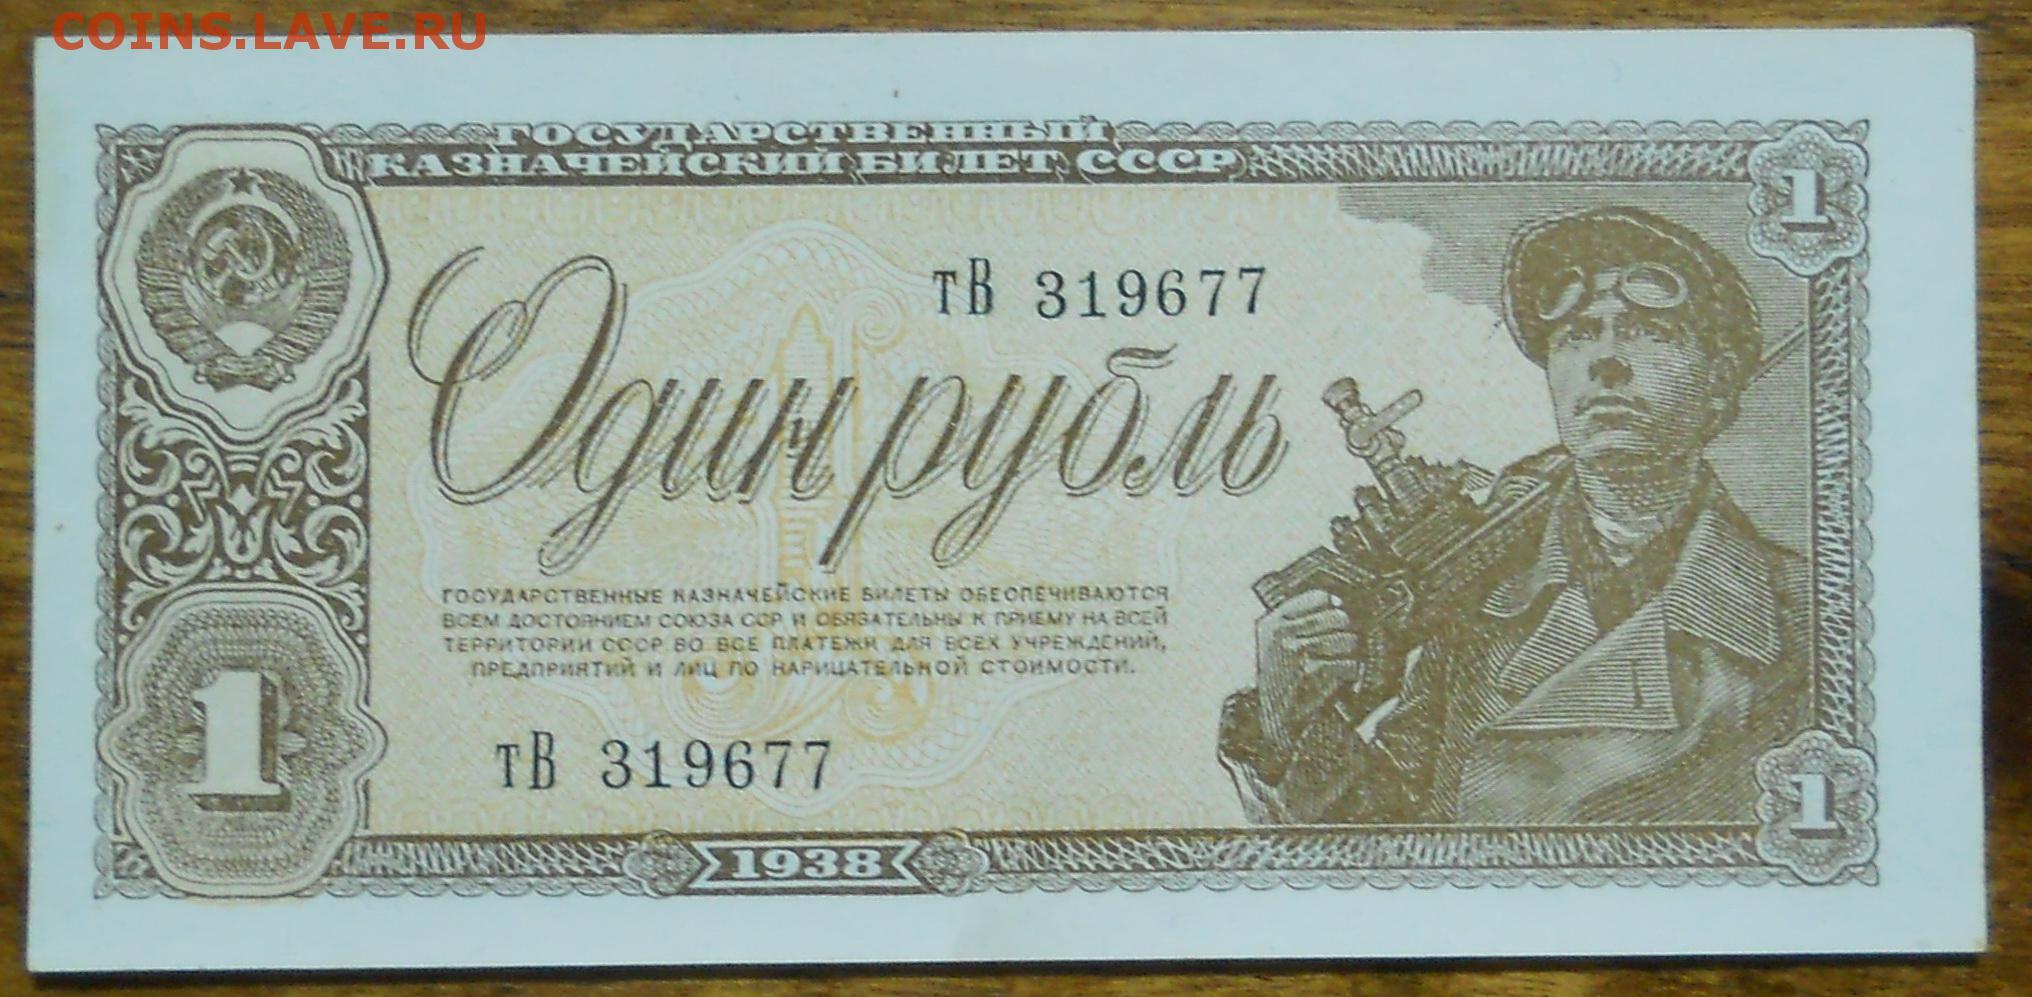 COINS.LAVE.RU
ГОСУДАРСТВЕННЫЙ
КАЗНАЧЕЙСКИЙ БИЛЕТ СССР
1
тВ 319677
Один рубль
ГОСУДАРСТВЕННЫЕ КАЗНАЧЕЙСКИЕ БИЛЕТЫ ОБЕСПЕЧИВАЮТСЯ
ВСЕМ ДОСТОЯНИЕМ СОЮЗА ССР И ОБЯЗАТЕЛЬНЫ К ПРИЕМУ НА ВСЕЙ
ТЕРРИТОРИИ СССР ВО ВСЕ ПЛАТЕЖИ ДЛЯ ВСЕХ УЧРЕЖДЕНИЙ,
ПРЕДПРИЯТИЙ И ЛИЦ ПО НАРИЦАТЕЛЬНОЙ СТОИМОСТИ.
1
тВ 319677
1
1938